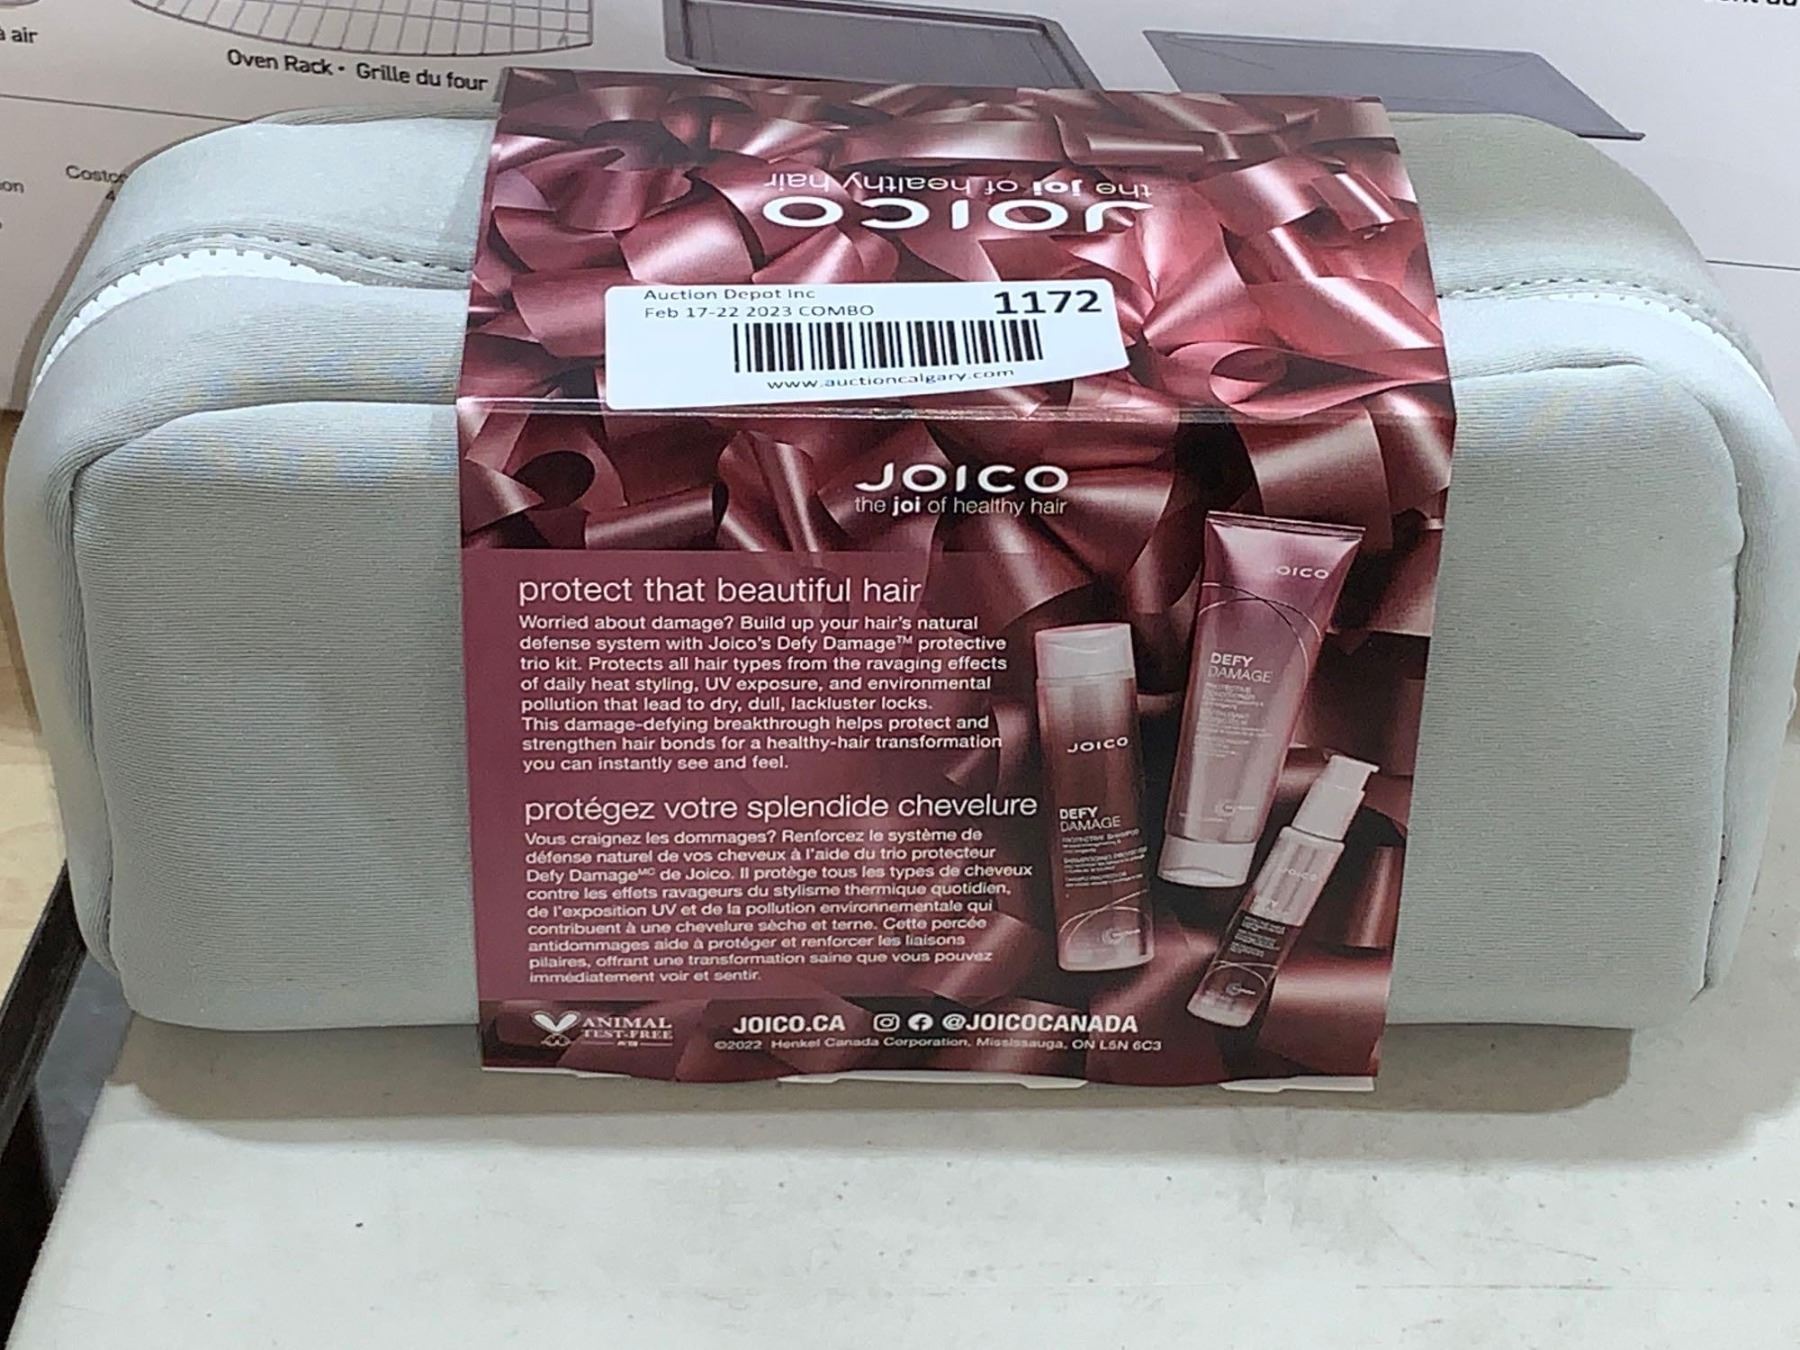 à air
Oven Rack • Grille du four
on
Costco
the joi of healthy hair
JOICO
Auction Depot Inc
Feb 17-22 2023 COMBO
1172
www.auctioncalgary.com
JOICO
the joi of healthy hair
protect that beautiful hair
Worried about damage? Build up your hair's natural
defense system with Joico's Defy Damage™ protective
trio kit. Protects all hair types from the ravaging effects
of daily heat styling, UV exposure, and environmental
pollution that lead to dry, dull, lackluster locks.
This damage-defying breakthrough helps protect and
strengthen hair bonds for a healthy-hair transformation
you can instantly see and feel.
protégez votre splendide chevelure
Vous craignez les dommages? Renforcez le système de
défense naturel de vos cheveux à l'aide du trio protecteur
Defy Damageᴹᶜ de Joico. Il protège tous les types de cheveux
contre les effets ravageurs du stylisme thermique quotidien,
de l'exposition UV et de la pollution environnementale qui
contribuent à une chevelure sèche et terne. Cette percée
antidommages aide à protéger et renforcer les liaisons
pilaires, offrant une transformation saine que vous pouvez
immédiatement voir et sentir.
JOICO
DEFY
DAMAGE
PROTECTIVE SHAMPOO
JOICO
DEFY
DAMAGE
PROTECTIVE
CONDITIONER
JOICO
ANIMAL
TEST-FREE
JOICO.CA @JOICOCANADA
©2022 Henkel Canada Corporation, Mississauga, ON L5N 6C3